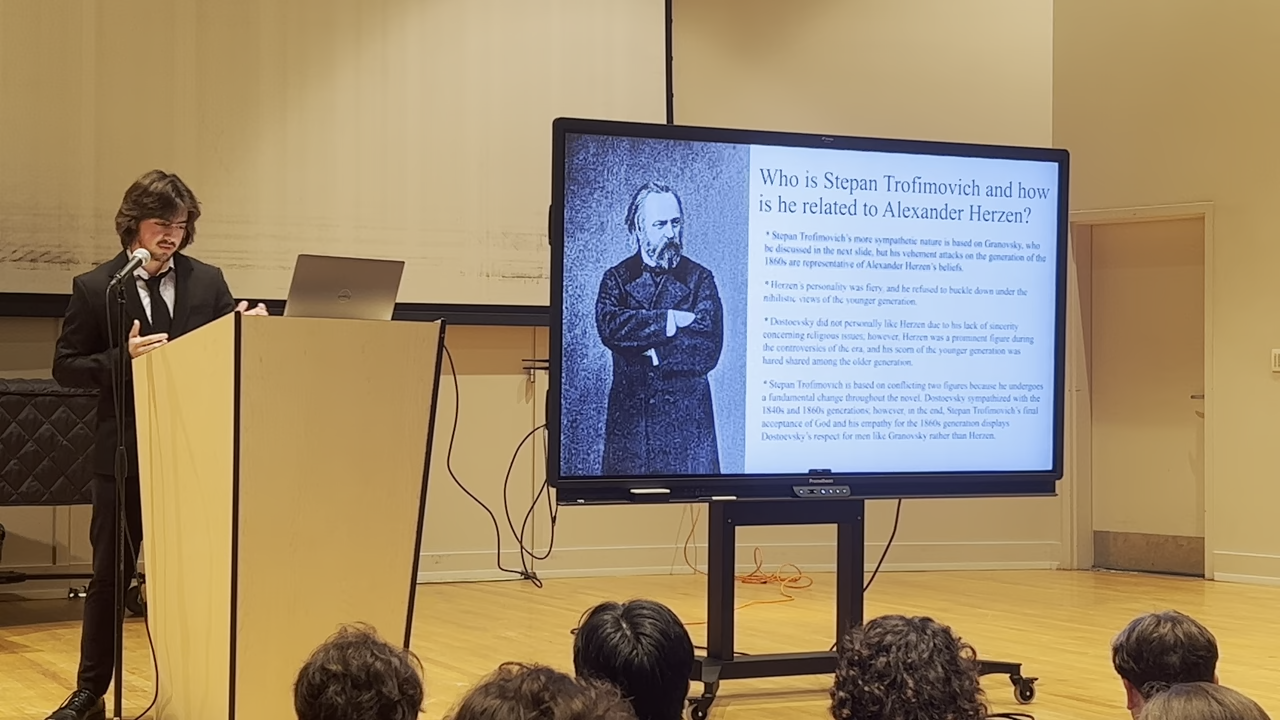 Who is Stepan Trofimovich and how
is he related to Alexander Herzen?
* Stepan Trofimovich's more sympathetic nature is based on Granovsky, who
be discussed in the next slide, but his vehement attacks on the generation of the
1860s are representative of Alexander Herzen's beliefs.
* Herzen's personality was fiery, and he refused to buckle down under the
nihilistic views of the younger generation.
* Dostoevsky did not personally like Herzen due to his lack of sincerity
concerning religious issues; however, Herzen was a prominent figure during
the controversies of the era, and his scorn of the younger generation was
hared shared among the older generation.
* Stepan Trofimovich is based on conflicting two figures because he undergoes
a fundamental change throughout the novel. Dostoevsky sympathized with the
1840s and 1860s generations; however, in the end, Stepan Trofimovich's final
acceptance of God and his empathy for the 1860s generation displays
Dostoevsky's respect for men like Granovsky rather than Herzen.
Promethean